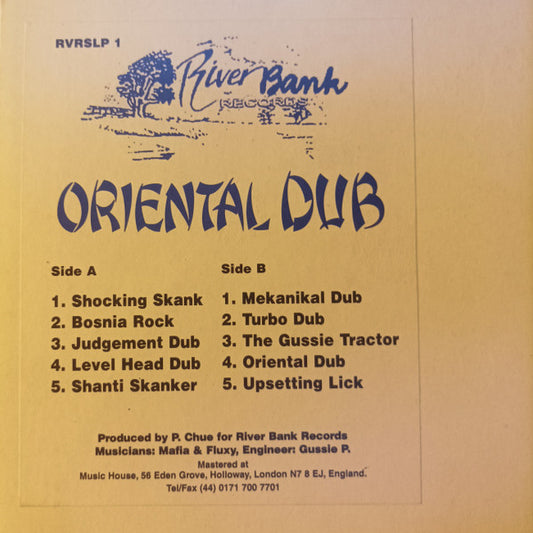 RVRSLP 1
River Bank
RECORDS
ORIENTAL DUB
Side A
1. Shocking Skank
2. Bosnia Rock
3. Judgement Dub
4. Level Head Dub
5. Shanti Skanker
Side B
1. Mekanikal Dub
2. Turbo Dub
3. The Gussie Tractor
4. Oriental Dub
5. Upsetting Lick
Produced by P. Chue for River Bank Records
Musicians: Mafia & Fluxy, Engineer: Gussie P.
Mastered at
Music House, 56 Eden Grove, Holloway, London N7 8 EJ, England.
Tel/Fax (44) 0171 700 7701